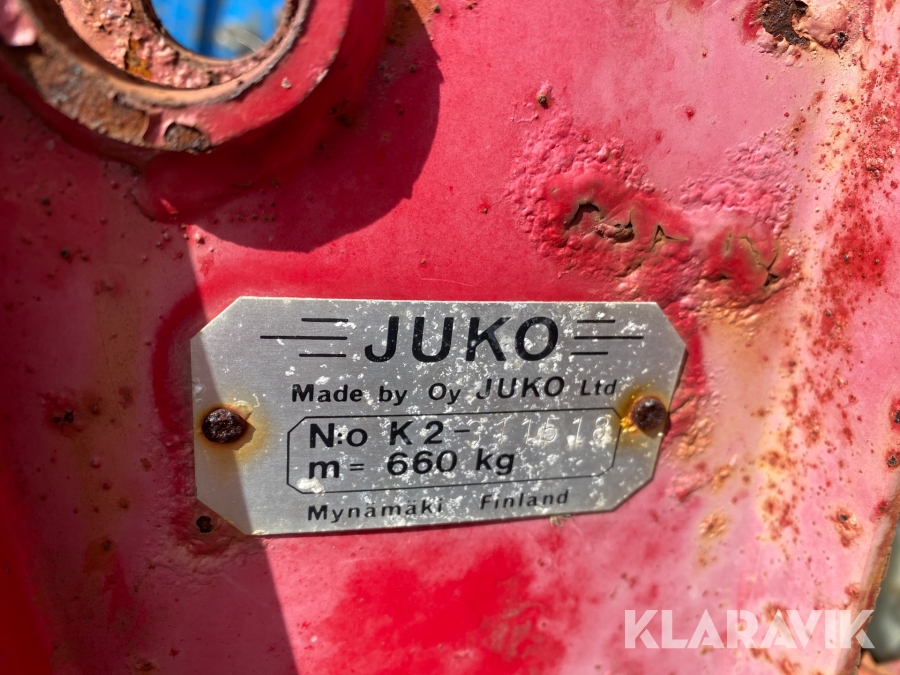 JUKO
Made by Oy JUKO Ltd
N:o K2-
m = 660 kg
Mynämäki Finland
KLARAVIK